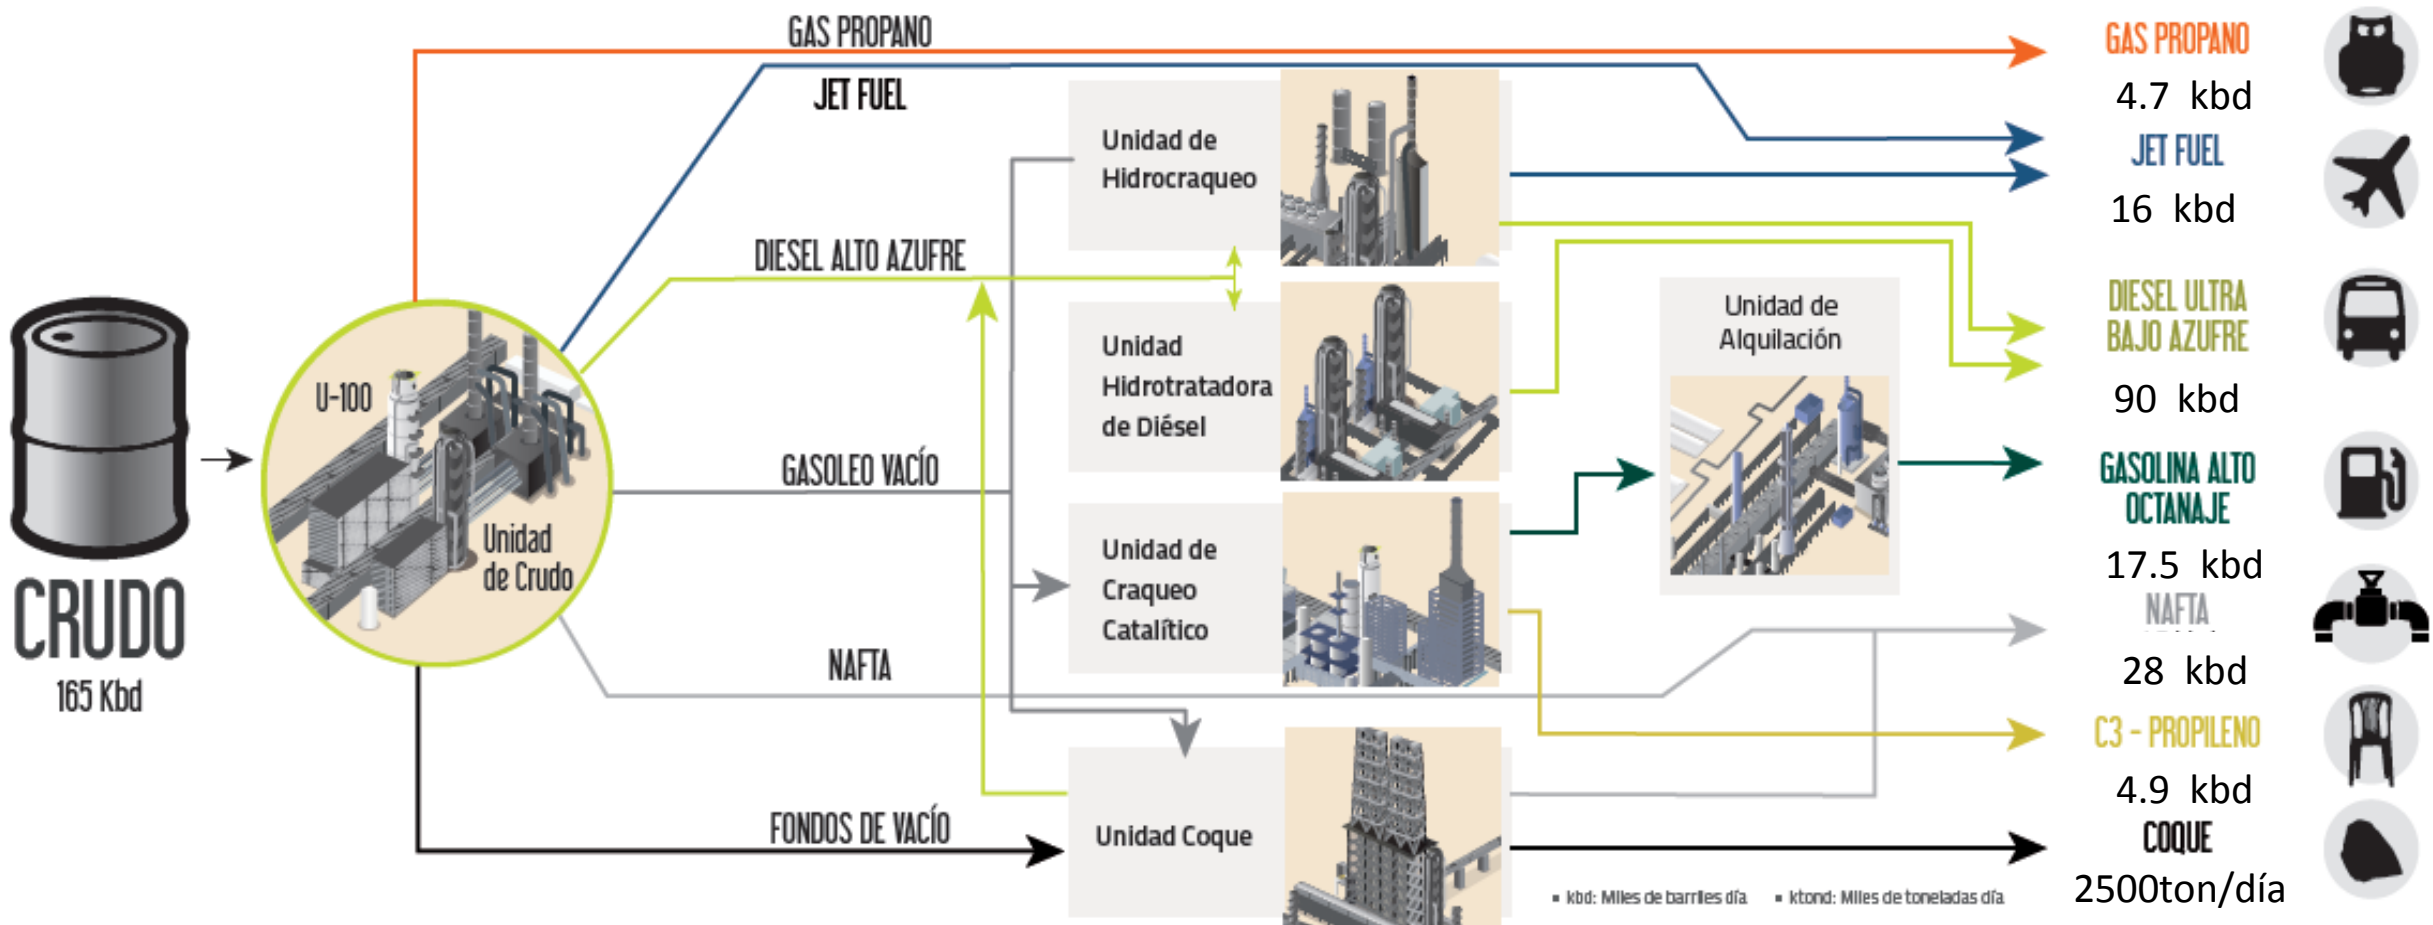 GAS PROPANO
JET FUEL
DIESEL ALTO AZUFRE
GASOLEO VACÍO
NAFTA
FONDOS DE VACÍO
CRUDO
165 Kbd
U-100
Unidad
de Crudo
Unidad de
Hidrocraqueo
Unidad
Hidrotratadora
de Diésel
Unidad de
Craqueo
Catalítico
Unidad Coque
Unidad de
Alquilación
GAS PROPANO
4.7 kbd
JET FUEL
16 kbd
DIESEL ULTRA
BAJO AZUFRE
90 kbd
GASOLINA ALTO
OCTANAJE
17.5 kbd
NAFTA
28 kbd
C3 - PROPILENO
4.9 kbd
COQUE
2500ton/día
▪ kbd: Miles de barriles día ▪ ktond: Miles de toneladas día